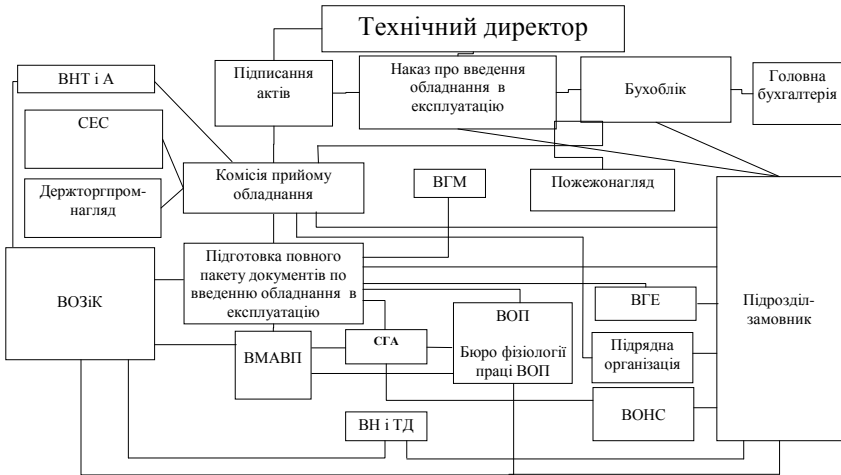 Технічний директор
ВНТ і А
Підписання
актів
Наказ про введення
обладнання в
експлуатацію
Бухоблік
Головна
бухгалтерія
СЕС
Держторгпром-
нагляд
Комісія прийому
обладнання
ВГМ
Пожежонагляд
ВОЗіК
Підготовка повного
пакету документів по
введенню обладнання в
експлуатацію
ВГЕ
Підрозділ-
замовник
ВМАВП
СГА
ВОП
Бюро фізіології
праці ВОП
Підрядна
організація
ВОНС
ВН і ТД